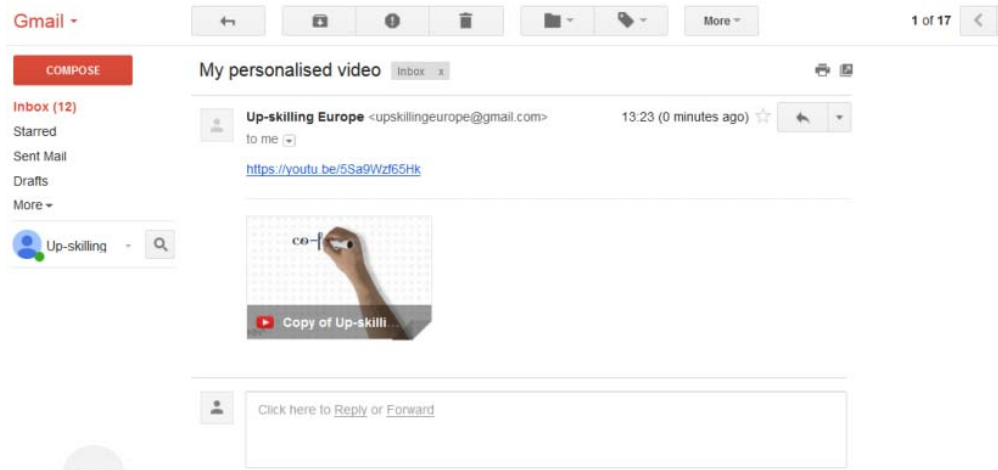 Gmail
More
1 of 17
COMPOSE
My personalised video Inbox x
Inbox (12)
Starred
Sent Mail
Drafts
More
Up-skilling
Up-skilling Europe <upskillingeurope@gmail.com> 13:23 (0 minutes ago)
to me
https://youtu.be/5Sa9Wzf65Hk
co-f
Copy of Up-skilli...
Click here to Reply or Forward